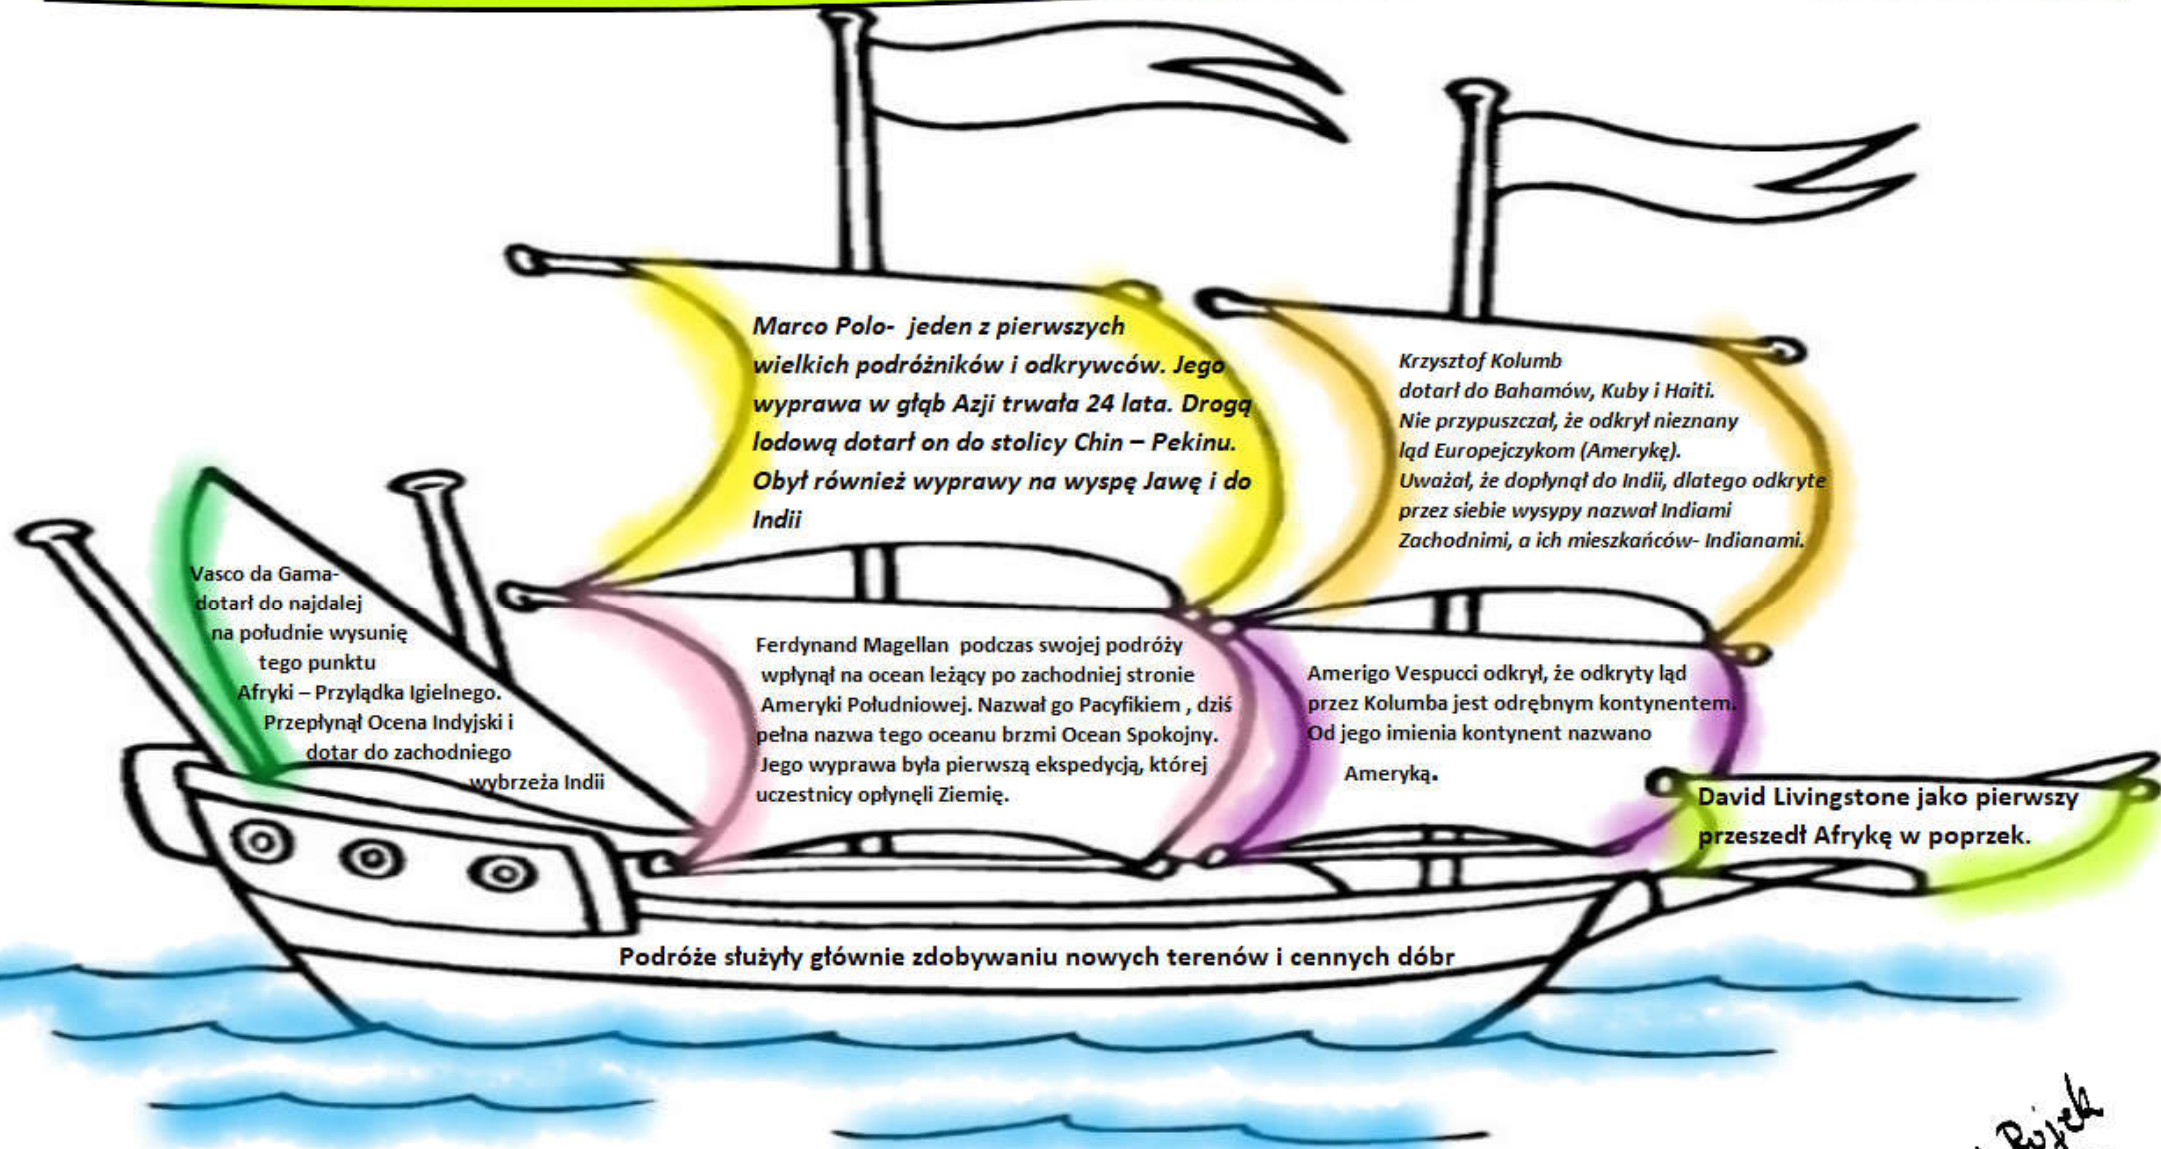 Marco Polo-  jeden z pierwszych
wielkich podróżników i odkrywców. Jego
wyprawa w głąb Azji trwała 24 lata. Drogą
lodową dotarł on do stolicy Chin – Pekinu.
Obył również wyprawy na wyspę Jawę i do
Indii
Krzysztof Kolumb
dotarł do Bahamów, Kuby i Haiti.
Nie przypuszczał, że odkrył nieznany
ląd Europejczykom (Amerykę).
Uważał, że dopłynął do Indii, dlatego odkryte
przez siebie wysypy nazwał Indiami
Zachodnimi, a ich mieszkańców- Indianami.
Vasco da Gama-
dotarł do najdalej
na południe wysunię
tego punktu
Afryki – Przylądka Igielnego.
Przepłynął Ocena Indyjski i
dotar do zachodniego
wybrzeża Indii
Ferdynand Magellan  podczas swojej podróży
wpłynął na ocean leżący po zachodniej stronie
Ameryki Południowej. Nazwał go Pacyfikiem , dziś
pełna nazwa tego oceanu brzmi Ocean Spokojny.
Jego wyprawa była pierwszą ekspedycją, której
uczestnicy opłynęli Ziemię.
Amerigo Vespucci odkrył, że odkryty ląd
przez Kolumba jest odrębnym kontynentem.
Od jego imienia kontynent nazwano
Ameryką.
David Livingstone jako pierwszy
przeszedł Afrykę w poprzek.
Podróże służyły głównie zdobywaniu nowych terenów i cennych dóbr
Rojek